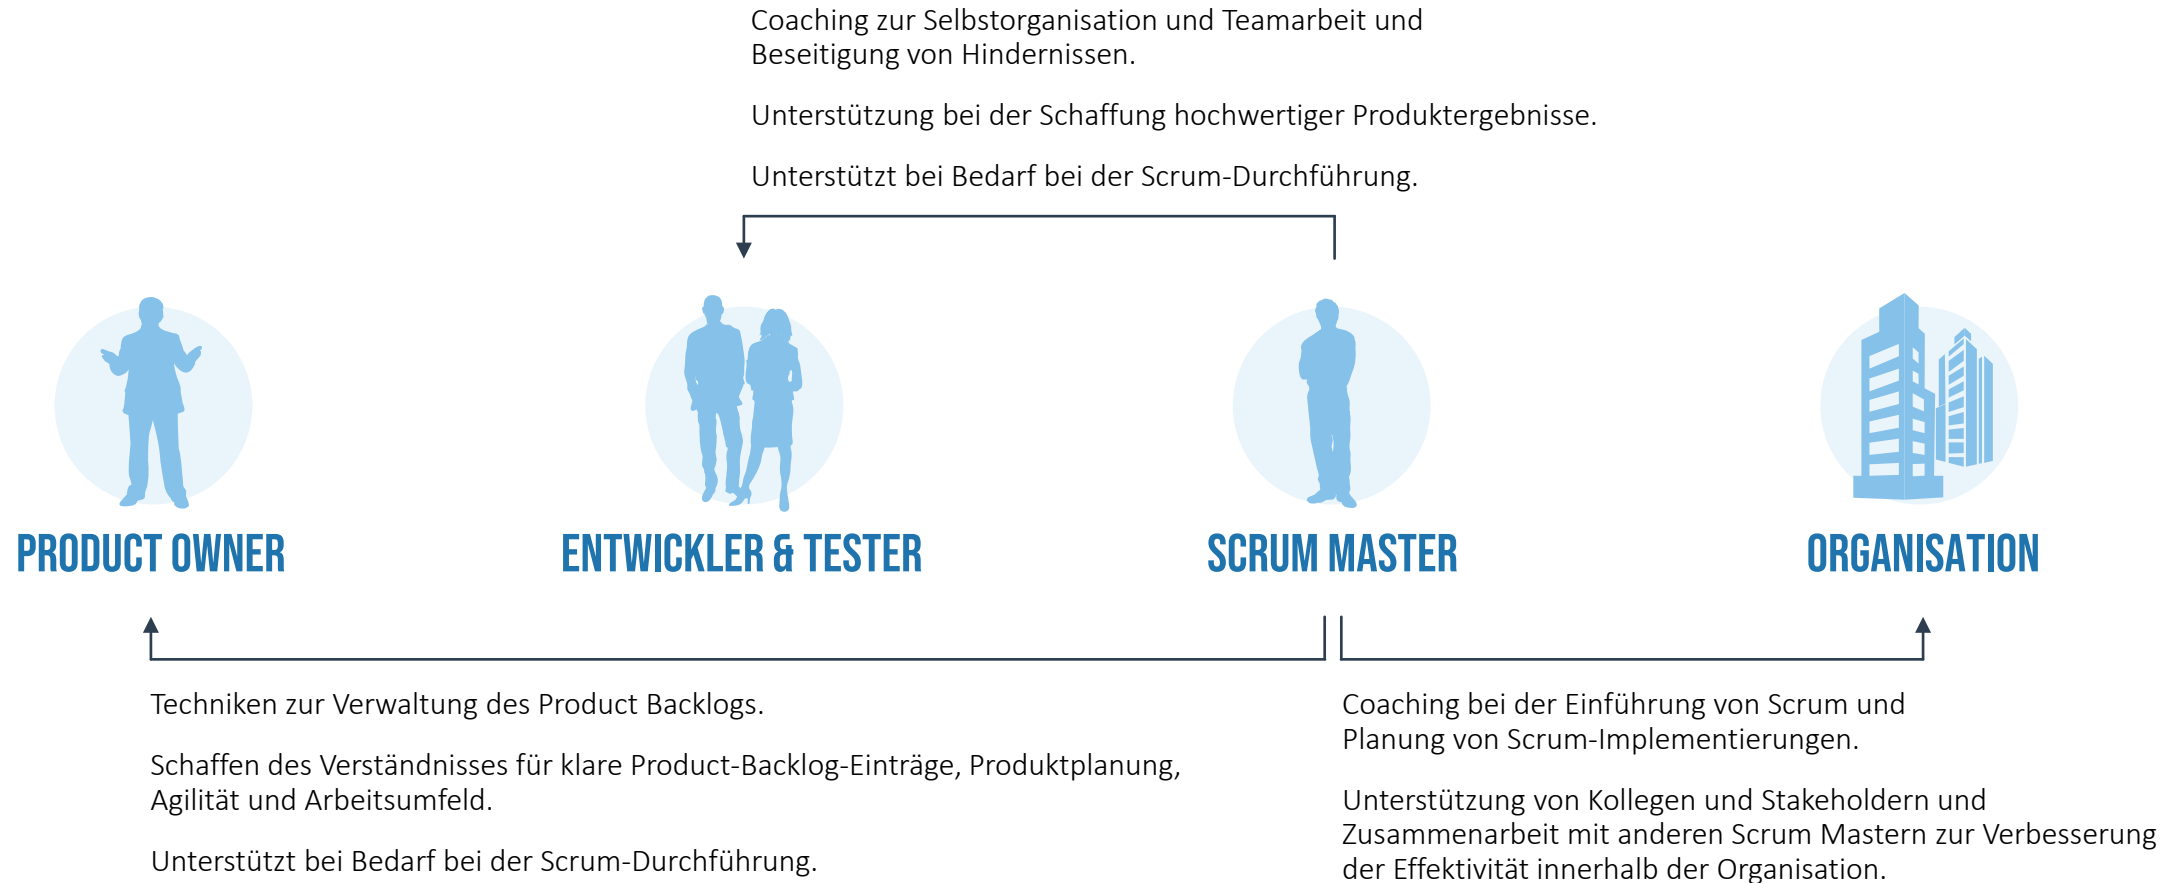 Coaching zur Selbstorganisation und Teamarbeit und
Beseitigung von Hindernissen.
Unterstützung bei der Schaffung hochwertiger Produktergebnisse.
Unterstützt bei Bedarf bei der Scrum-Durchführung.
PRODUCT OWNER
ENTWICKLER & TESTER
SCRUM MASTER
ORGANISATION
Techniken zur Verwaltung des Product Backlogs.
Schaffen des Verständnisses für klare Product-Backlog-Einträge, Produktplanung,
Agilität und Arbeitsumfeld.
Unterstützt bei Bedarf bei der Scrum-Durchführung.
Coaching bei der Einführung von Scrum und
Planung von Scrum-Implementierungen.
Unterstützung von Kollegen und Stakeholdern und
Zusammenarbeit mit anderen Scrum Mastern zur Verbesserung
der Effektivität innerhalb der Organisation.